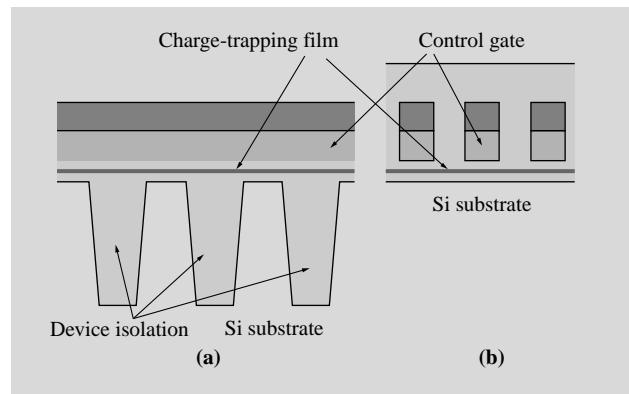 Charge-trapping film
Control gate
Si substrate
Device isolation
Si substrate
(a)
(b)